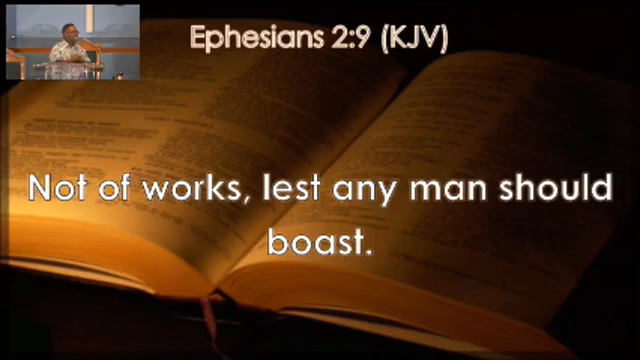 Ephesians 2:9 (KJV)
Not of works, lest any man should
boast.